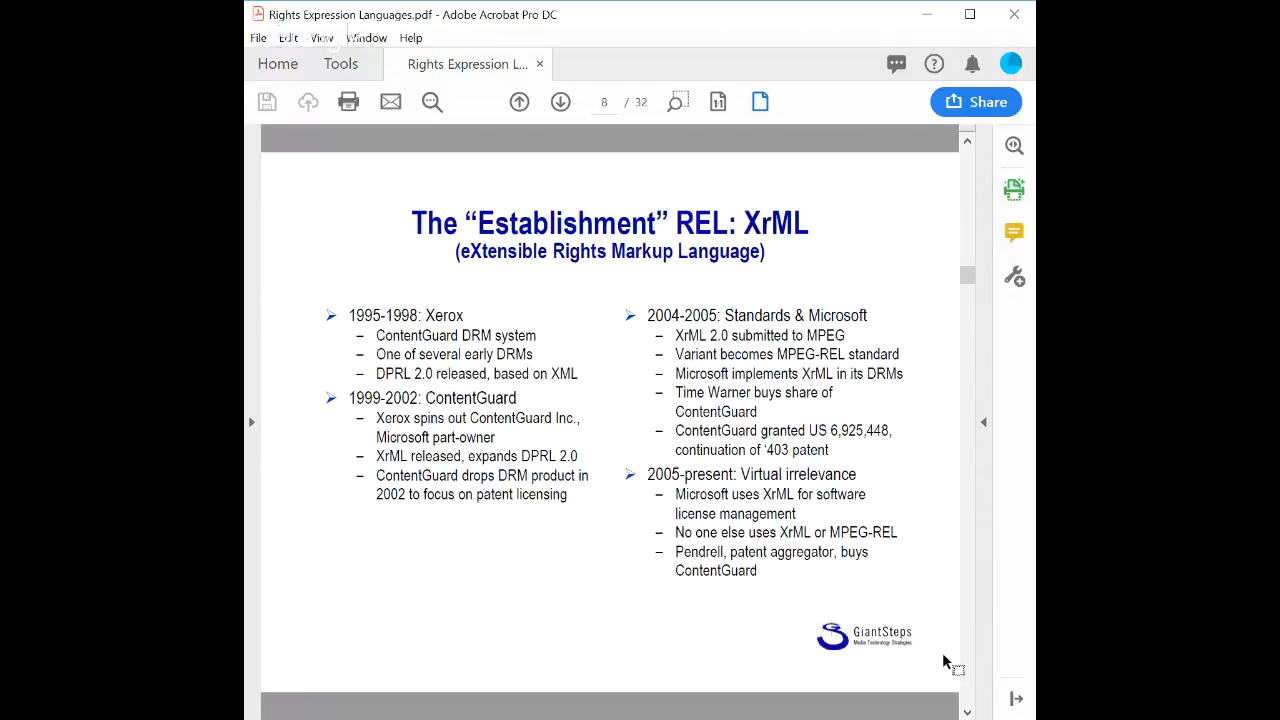 Rights Expression Languages.pdf - Adobe Acrobat Pro DC
File Edit View Window Help
Home Tools Rights Expression L... ×
8 / 32
Share
The “Establishment” REL: XrML
(eXtensible Rights Markup Language)
1995-1998: Xerox
– ContentGuard DRM system
– One of several early DRMs
– DPRL 2.0 released, based on XML
1999-2002: ContentGuard
– Xerox spins out ContentGuard Inc.,
Microsoft part-owner
– XrML released, expands DPRL 2.0
– ContentGuard drops DRM product in
2002 to focus on patent licensing
2004-2005: Standards & Microsoft
– XrML 2.0 submitted to MPEG
– Variant becomes MPEG-REL standard
– Microsoft implements XrML in its DRMs
– Time Warner buys share of
ContentGuard
– ContentGuard granted US 6,925,448,
continuation of ‘403 patent
2005-present: Virtual irrelevance
– Microsoft uses XrML for software
license management
– No one else uses XrML or MPEG-REL
– Pendrell, patent aggregator, buys
ContentGuard
GiantSteps
Media Technology Strategies